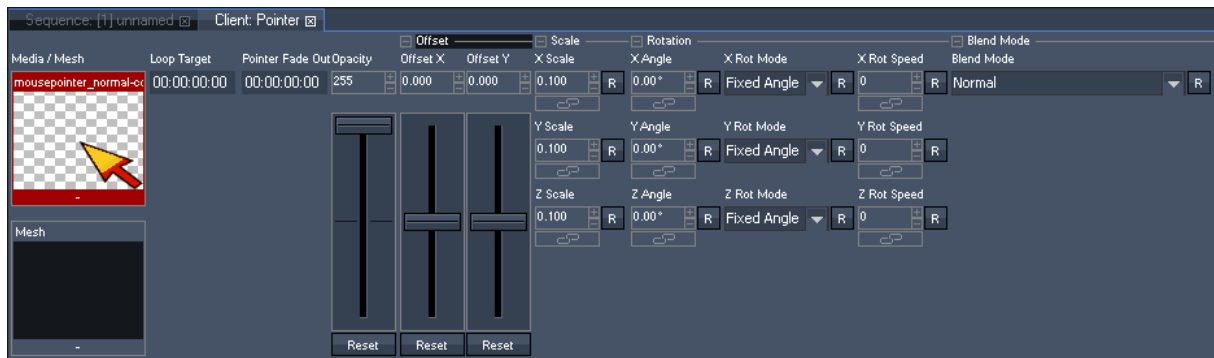 Sequence: [1] unnamed
Client: Pointer
Offset Scale Rotation Blend Mode
Media / Mesh Loop Target Pointer Fade Out Opacity Offset X Offset Y X Scale X Angle X Rot Mode X Rot Speed Blend Mode
mousepointer_normal-co 00:00:00:00 00:00:00:00 255 0.000 0.000 0.100 R 0.00° R Fixed Angle R 0 R Normal R
Y Scale Y Angle Y Rot Mode Y Rot Speed
0.100 R 0.00° R Fixed Angle R 0 R
Z Scale Z Angle Z Rot Mode Z Rot Speed
-
0.100 R 0.00° R Fixed Angle R 0 R
Mesh
-
Reset Reset Reset